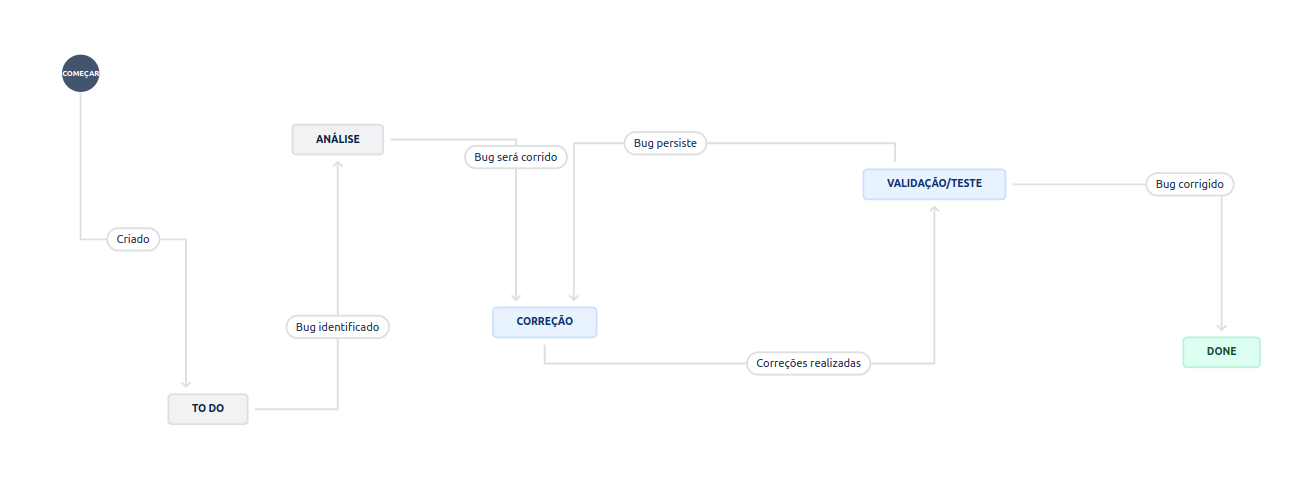 COMEÇAR
Criado
TO DO
Bug identificado
ANÁLISE
Bug será corrido
CORREÇÃO
Correções realizadas
VALIDAÇÃO/TESTE
Bug persiste
Bug corrigido
DONE